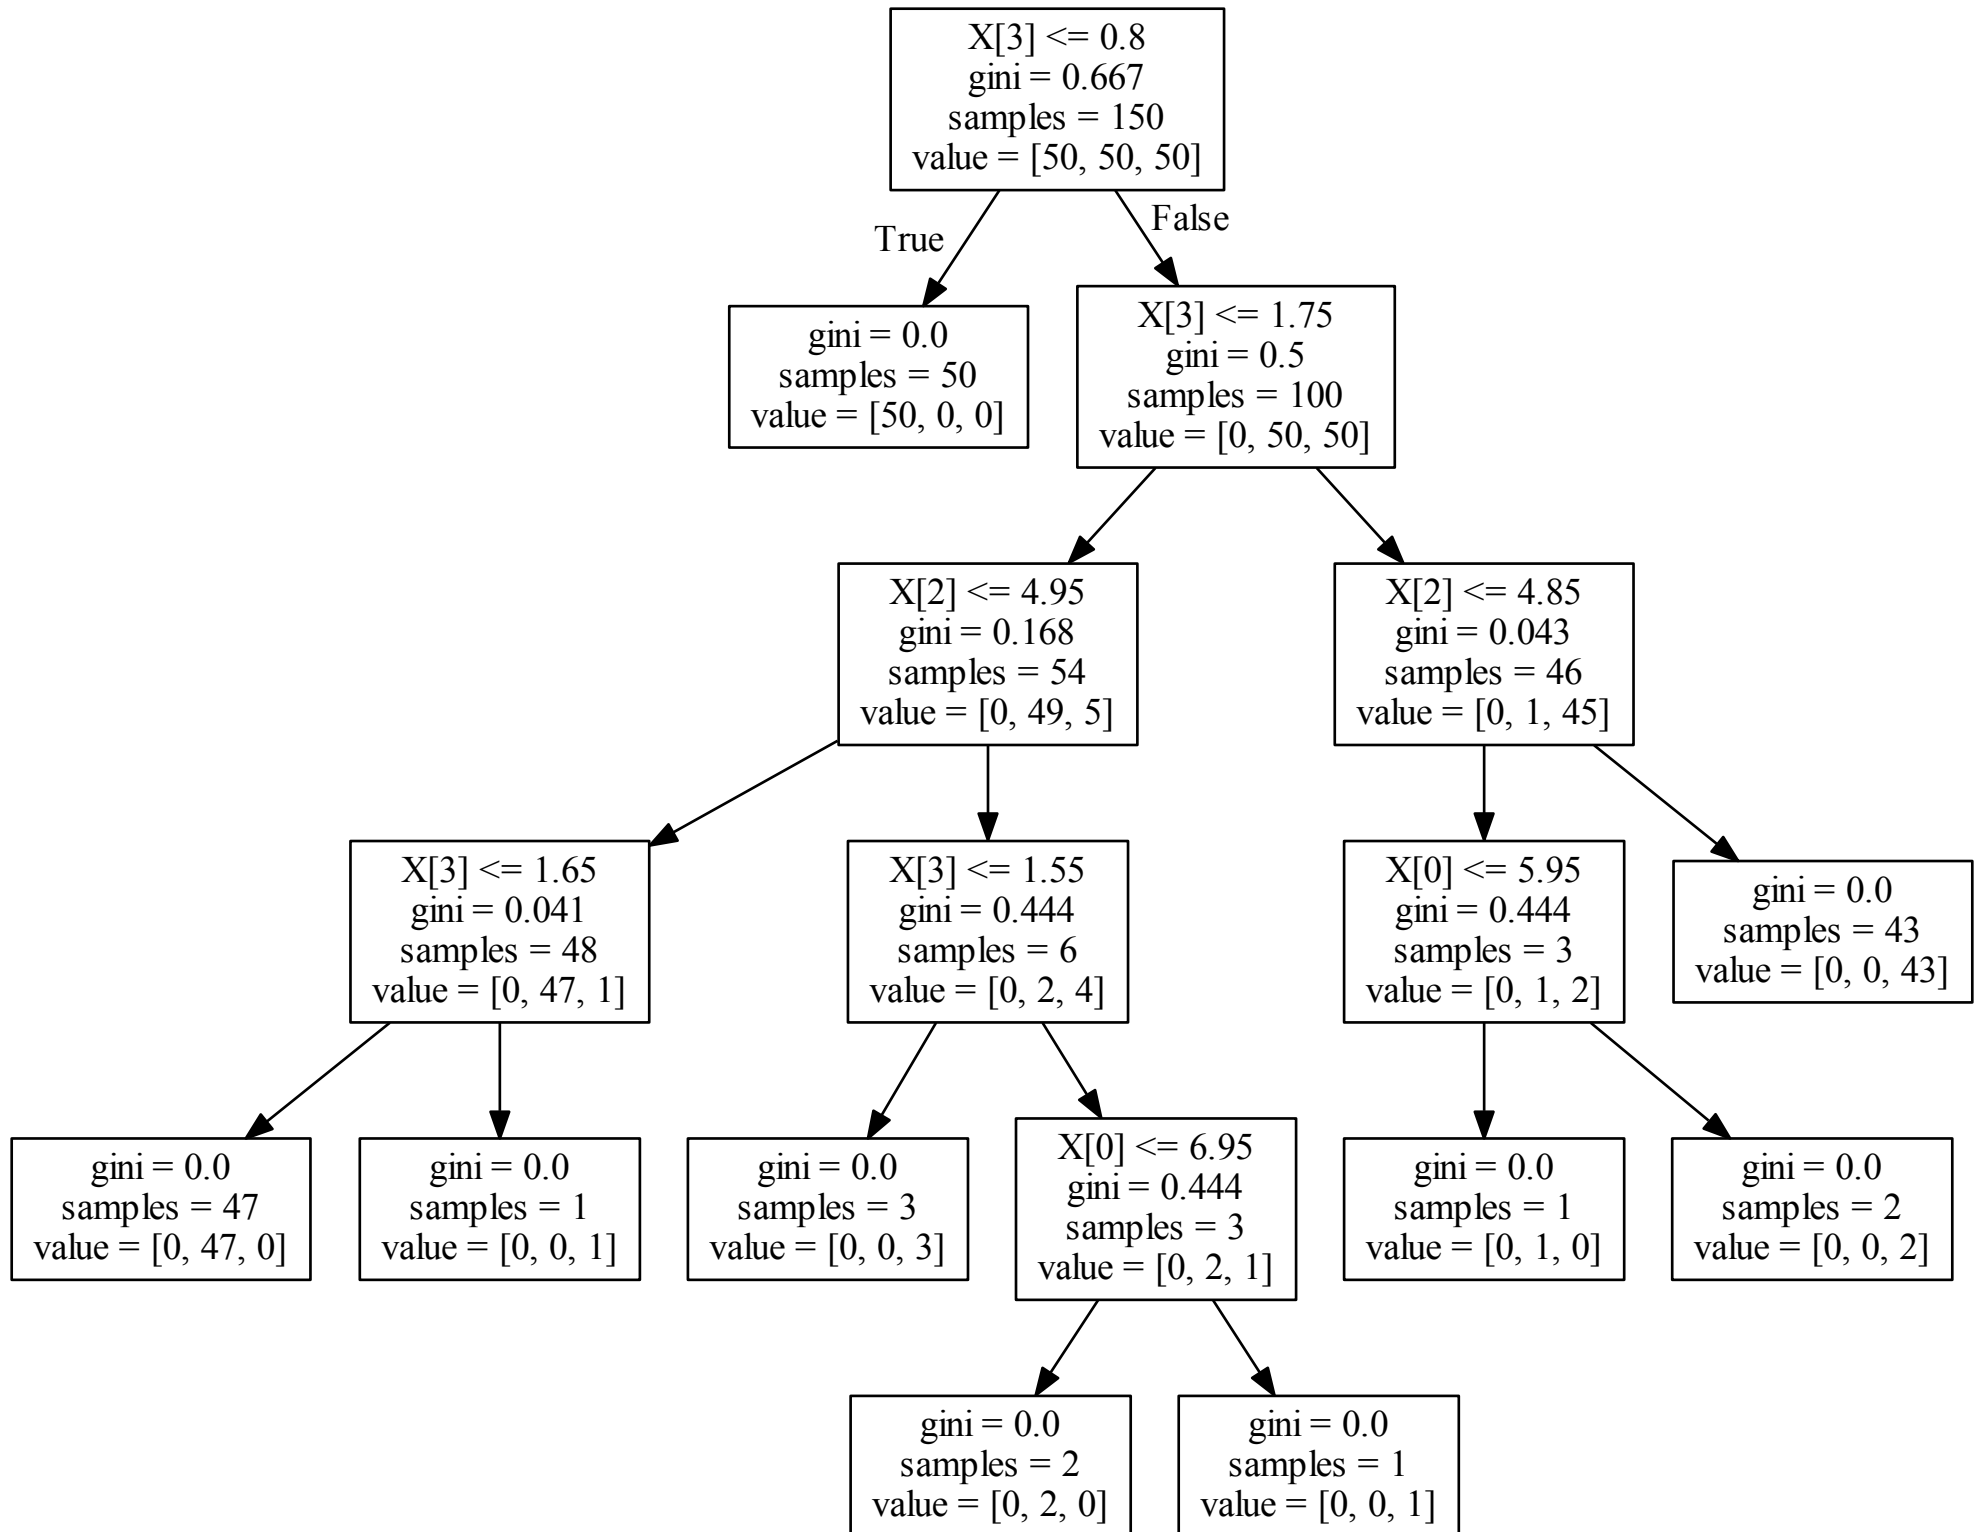 X[3] <= 0.8
gini = 0.667
samples = 150
value = [50, 50, 50]
True
False
gini = 0.0
samples = 50
value = [50, 0, 0]
X[3] <= 1.75
gini = 0.5
samples = 100
value = [0, 50, 50]
X[2] <= 4.95
gini = 0.168
samples = 54
value = [0, 49, 5]
X[2] <= 4.85
gini = 0.043
samples = 46
value = [0, 1, 45]
X[3] <= 1.65
gini = 0.041
samples = 48
value = [0, 47, 1]
X[3] <= 1.55
gini = 0.444
samples = 6
value = [0, 2, 4]
X[0] <= 5.95
gini = 0.444
samples = 3
value = [0, 1, 2]
gini = 0.0
samples = 43
value = [0, 0, 43]
gini = 0.0
samples = 47
value = [0, 47, 0]
gini = 0.0
samples = 1
value = [0, 0, 1]
gini = 0.0
samples = 3
value = [0, 0, 3]
X[0] <= 6.95
gini = 0.444
samples = 3
value = [0, 2, 1]
gini = 0.0
samples = 1
value = [0, 1, 0]
gini = 0.0
samples = 2
value = [0, 0, 2]
gini = 0.0
samples = 2
value = [0, 2, 0]
gini = 0.0
samples = 1
value = [0, 0, 1]